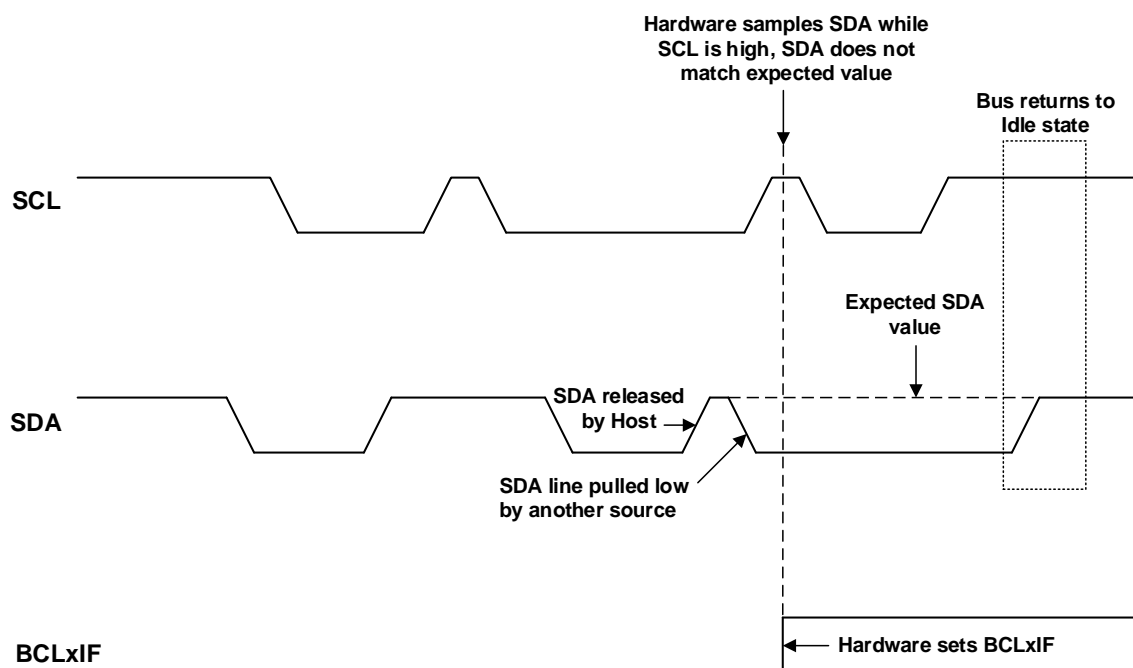 Hardware samples SDA while
SCL is high, SDA does not
match expected value
Bus returns to
Idle state
SCL
Expected SDA
value
SDA released
by Host
SDA
SDA line pulled low
by another source
Hardware sets BCLxIF
BCLxIF